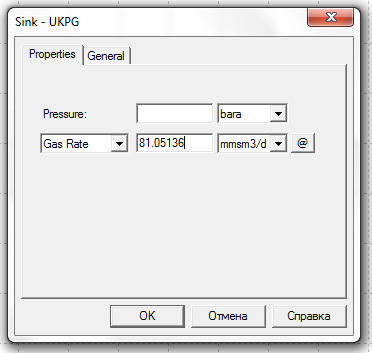 Sink - UKPG
Properties General
Pressure: bara
Gas Rate 81.05136 mmsm3/d @
OK Отмена Справка